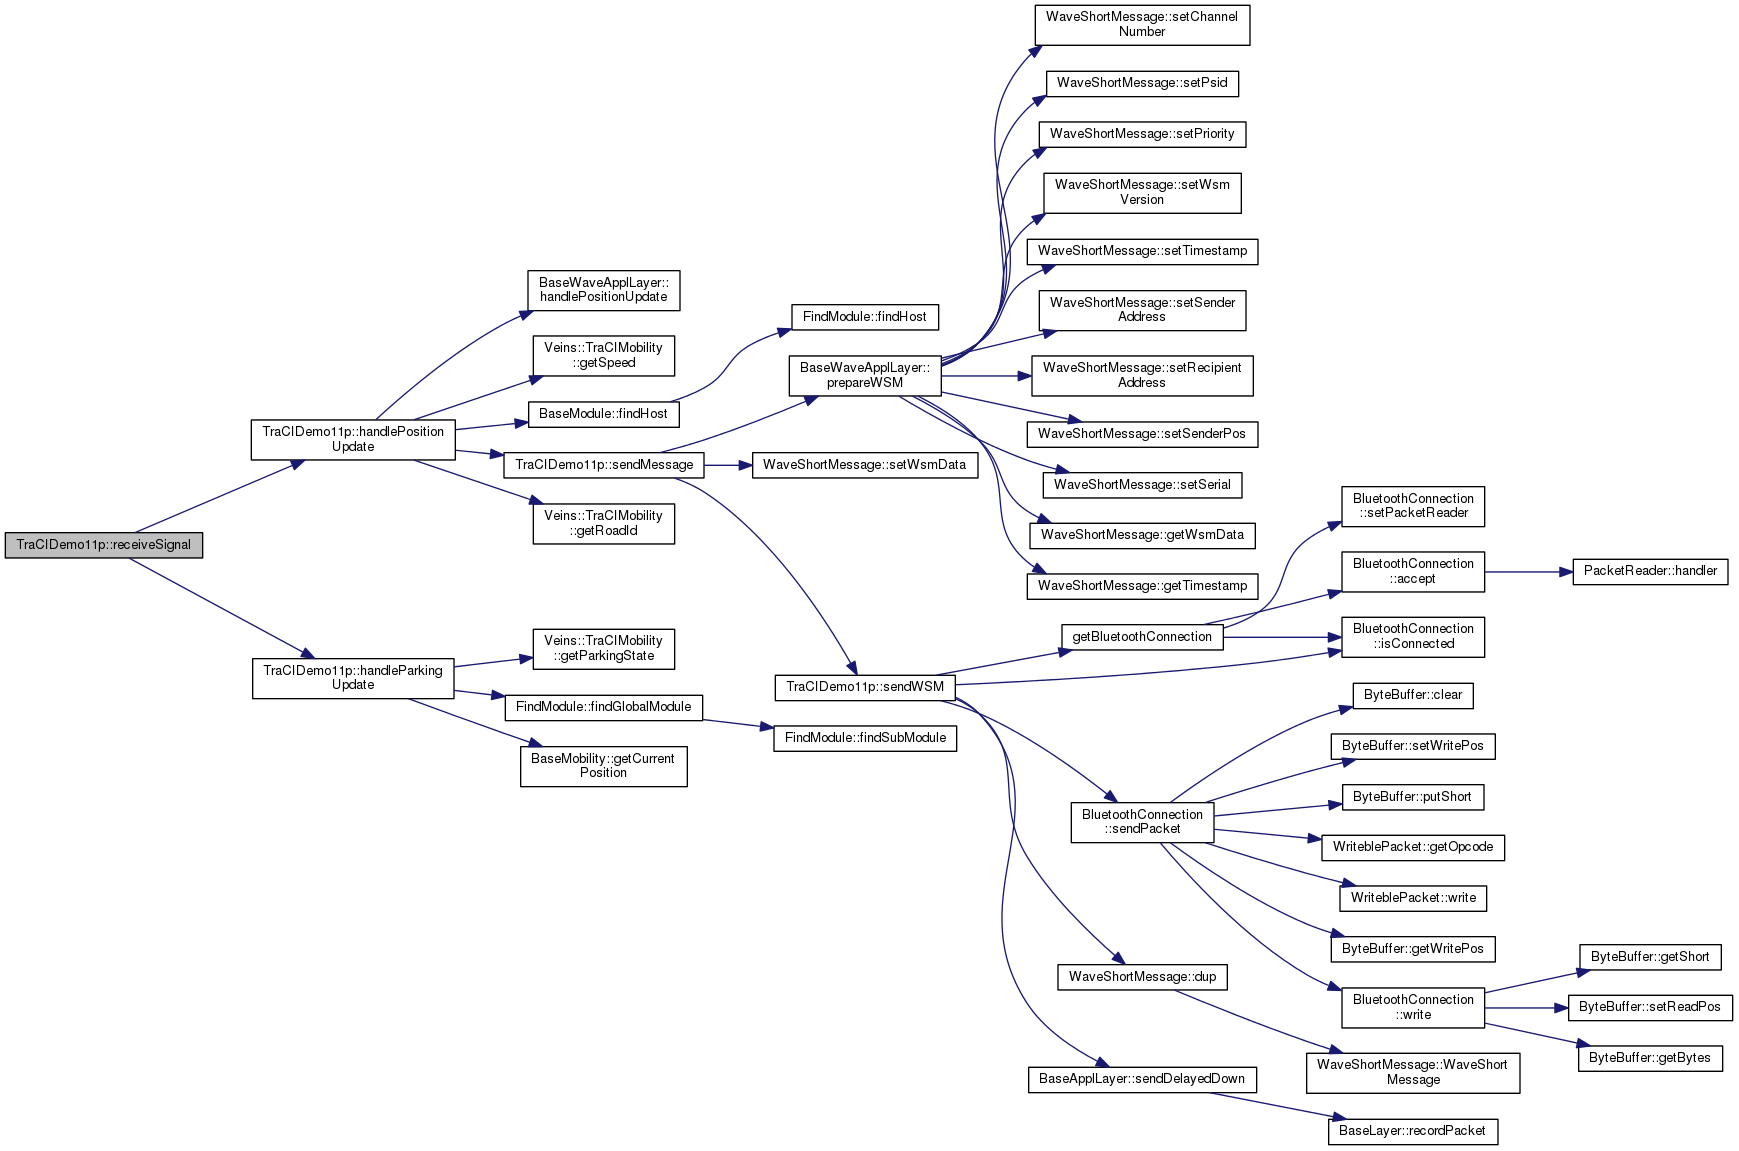 TraCIDemo11p::receiveSignal
TraCIDemo11p::handlePosition
Update
TraCIDemo11p::handleParking
Update
BaseWaveApplLayer::
handlePositionUpdate
Veins::TraCIMobility
::getSpeed
BaseModule::findHost
TraCIDemo11p::sendMessage
Veins::TraCIMobility
::getRoadId
Veins::TraCIMobility
::getParkingState
FindModule::findGlobalModule
BaseMobility::getCurrent
Position
FindModule::findHost
BaseWaveApplLayer::
prepareWSM
WaveShortMessage::setWsmData
TraCIDemo11p::sendWSM
FindModule::findSubModule
WaveShortMessage::setChannel
Number
WaveShortMessage::setPsid
WaveShortMessage::setPriority
WaveShortMessage::setWsm
Version
WaveShortMessage::setTimestamp
WaveShortMessage::setSender
Address
WaveShortMessage::setRecipient
Address
WaveShortMessage::setSenderPos
WaveShortMessage::setSerial
WaveShortMessage::getWsmData
WaveShortMessage::getTimestamp
getBluetoothConnection
BluetoothConnection
::sendPacket
WaveShortMessage::dup
BaseApplLayer::sendDelayedDown
BluetoothConnection
::setPacketReader
BluetoothConnection
::accept
BluetoothConnection
::isConnected
ByteBuffer::clear
ByteBuffer::setWritePos
ByteBuffer::putShort
WriteblePacket::getOpcode
WriteblePacket::write
ByteBuffer::getWritePos
BluetoothConnection
::write
WaveShortMessage::WaveShort
Message
BaseLayer::recordPacket
PacketReader::handler
ByteBuffer::getShort
ByteBuffer::setReadPos
ByteBuffer::getBytes